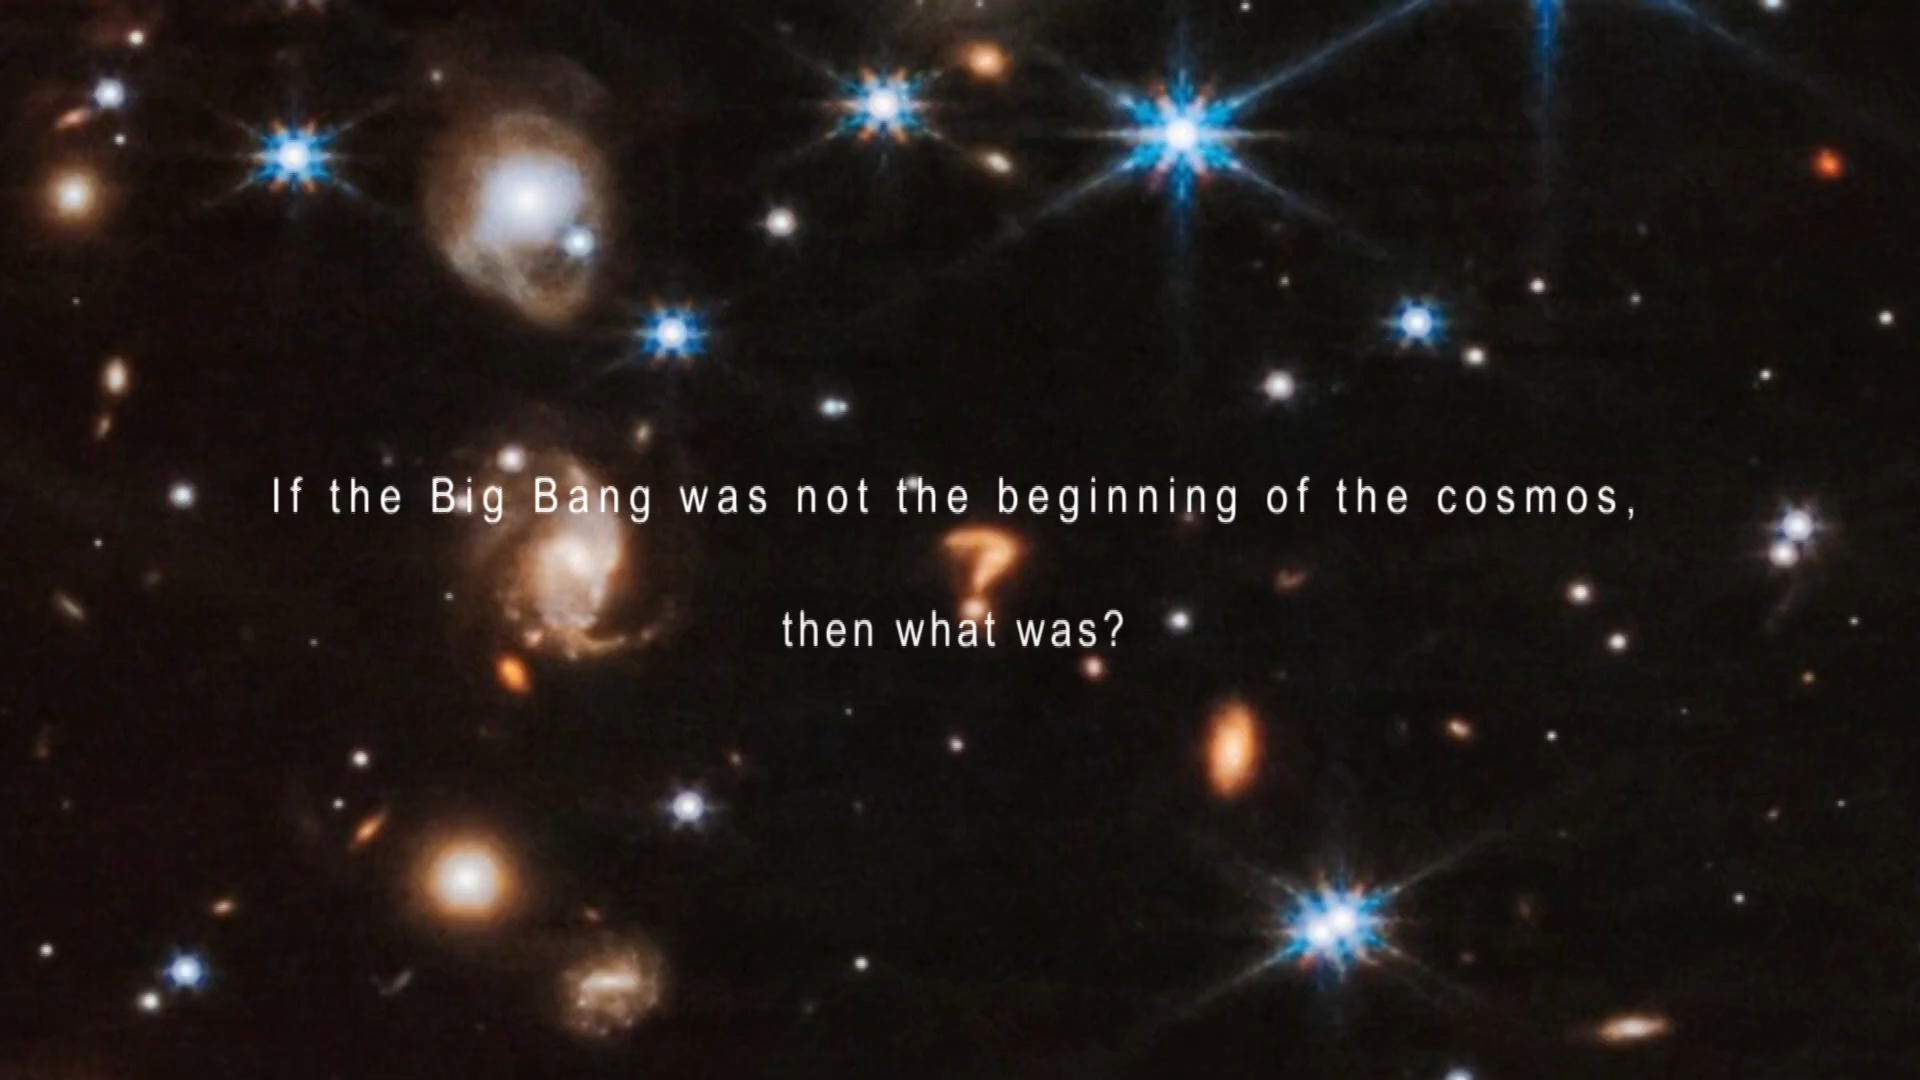 If the Big Bang was not the beginning of the cosmos,
then what was?